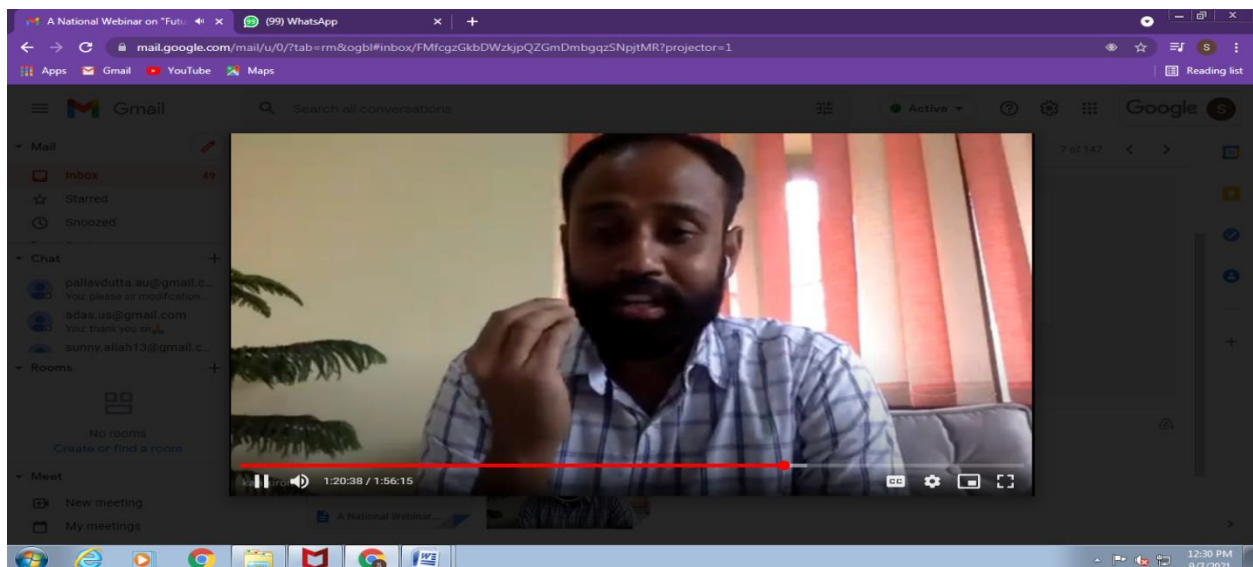 A National Webinar on "Futu
(99) WhatsApp
mail.google.com/mail/u/0/?tab=rm&ogbl#inbox/FMfcgzGkbDWzkjpQZGmDmbgqzSNpjtMR?projector=1
S
Apps Gmail YouTube Maps Reading list
Gmail Search all conversations Active Google S
Mail 7 of 147
Inbox 49
Starred
Snoozed
Chat
pallavdutta.au@gmail.c...
You: please sir modification...
adas.us@gmail.com
You: thank you sir
sunny.aliah13@gmail.c...
Rooms
No rooms
Create or find a room
Meet
1:20:38 / 1:56:15 CC
New meeting
A National Webinar...
My meetings
12:30 PM
9/7/2021